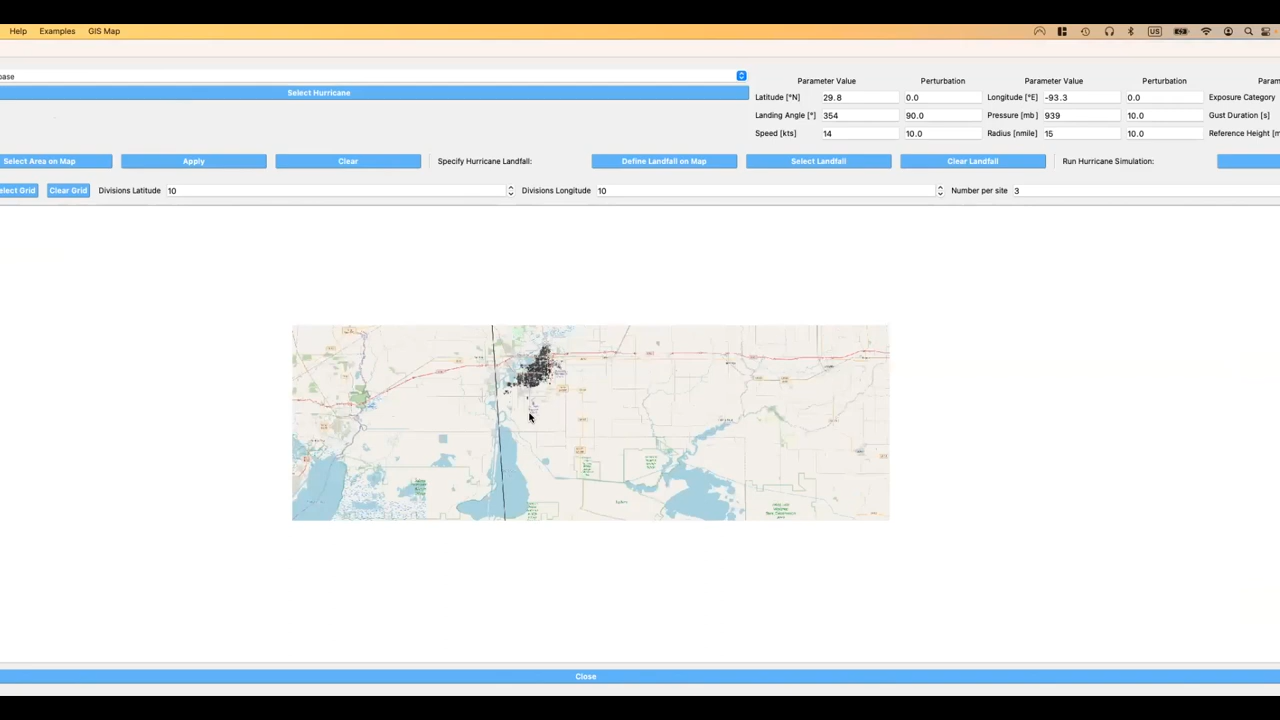 Help Examples GIS Map US
base
Select Hurricane
Parameter Value Perturbation Parameter Value Perturbation Param
Latitude [°N] 29.8 0.0 Longitude [°E] -93.3 0.0 Exposure Category
Landing Angle [°] 354 90.0 Pressure [mb] 939 10.0 Gust Duration [s]
Speed [kts] 14 10.0 Radius [nmile] 15 10.0 Reference Height [m
Select Area on Map Apply Clear Specify Hurricane Landfall: Define Landfall on Map Select Landfall Clear Landfall Run Hurricane Simulation:
elect Grid Clear Grid Divisions Latitude 10 Divisions Longitude 10 Number per site 3
Close